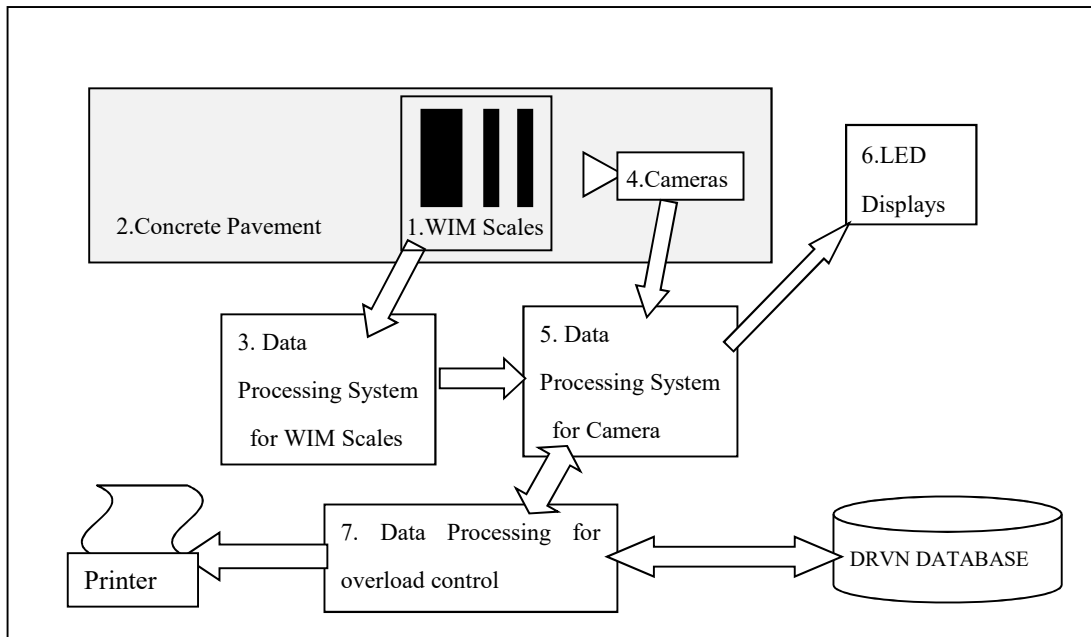 6.LED
Displays
4.Cameras
2.Concrete Pavement
1.WIM Scales
3. Data
Processing System
for WIM Scales
5. Data
Processing System
for Camera
7. Data Processing for
overload control
Printer
DRVN DATABASE